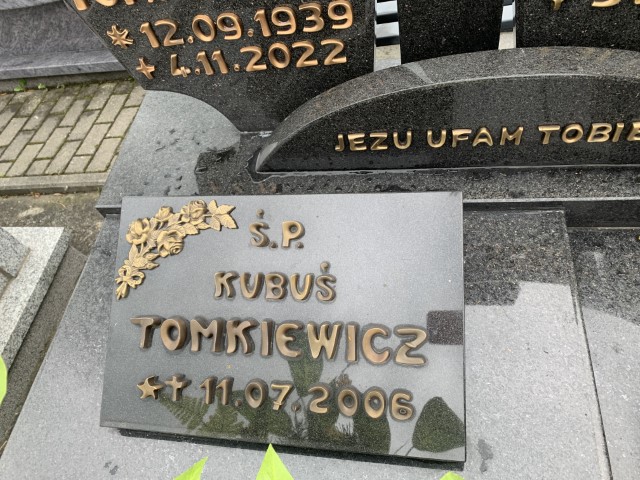 12.09.1939
4.11.2022
JEZU UFAM TOBIE
Ś.P.
KUBUŚ
TOMKIEWICZ
11.07.2006